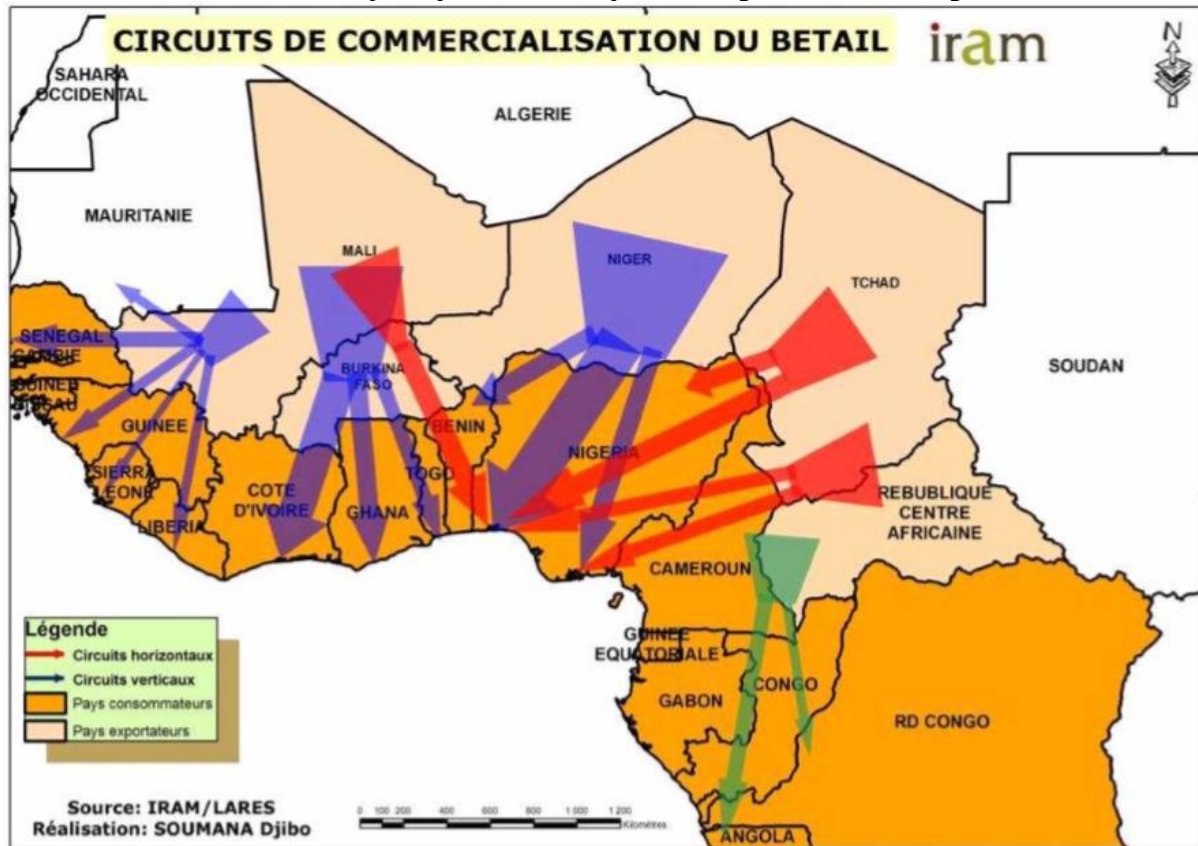 CIRCUITS DE COMMERCIALISATION DU BETAIL
iram
N
SAHARA
OCCIDENTAL
ALGERIE
MAURITANIE
MALI
NIGER
TCHAD
SOUDAN
SENEGAL
GAMBIE
GUINEE
BISSAU
BURKINA
FASO
GUINEE
BENIN
NIGERIA
SIERRA
LEONE
COTE
D'IVOIRE
GHANA
TOGO
LIBERIA
REBUBLIQUE
CENTRE
AFRICAINE
CAMEROUN
GUINEE
EQUATORIALE
GABON
CONGO
RD CONGO
ANGOLA
Légende
Circuits horizontaux
Circuits verticaux
Pays consommateurs
Pays exportateurs
Source: IRAM/LARES
Réalisation: SOUMANA Djibo
0 100 200 400 600 800 1.000 1 200
Kilomètres